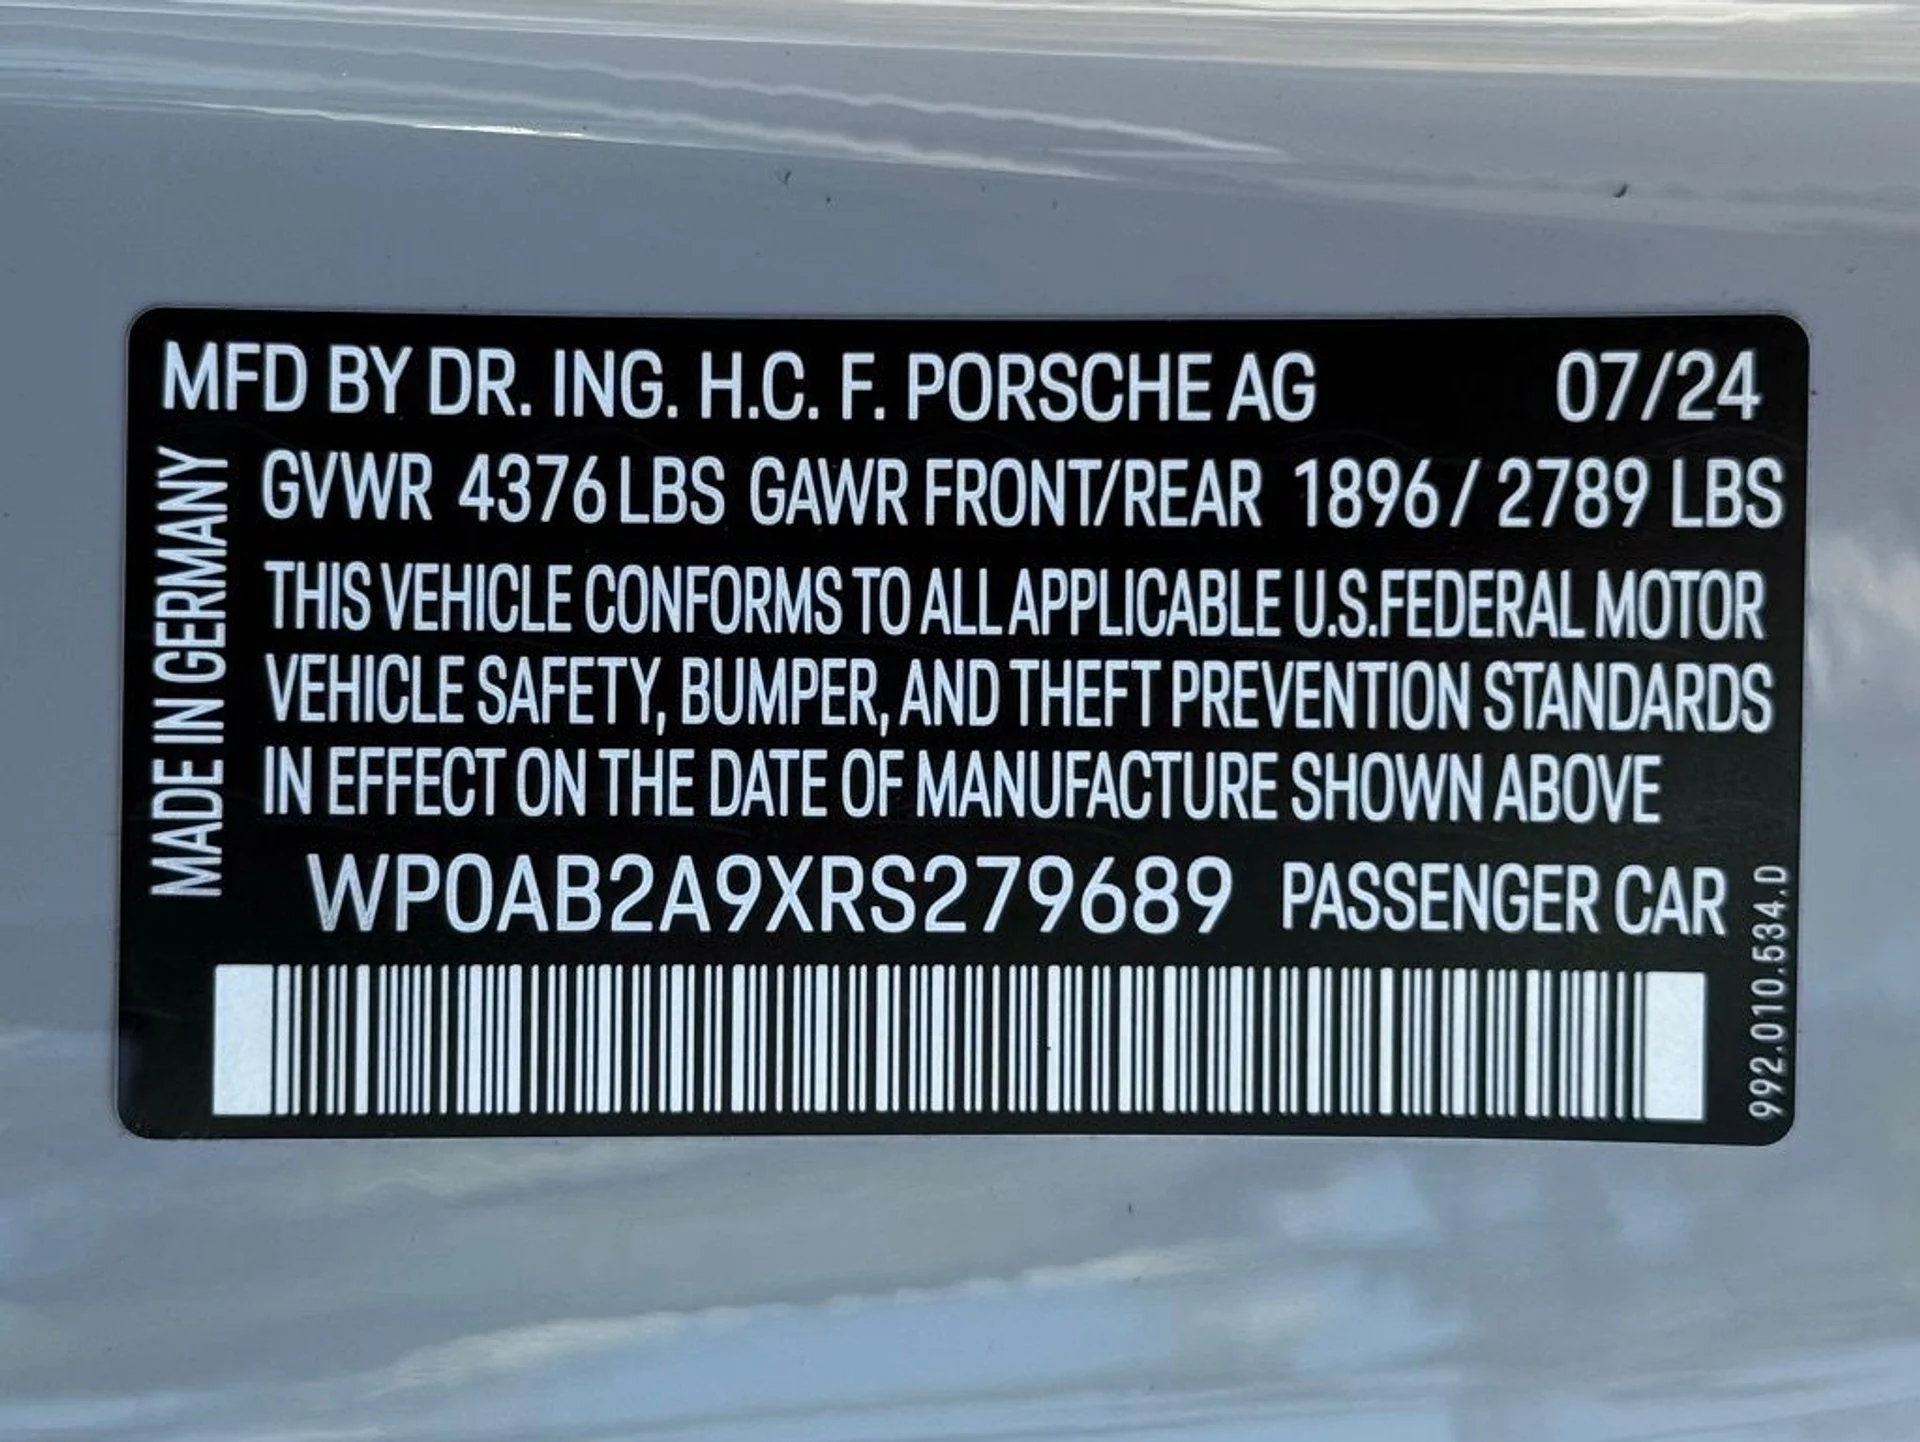 MFD BY DR. ING. H.C. F. PORSCHE AG 07/24
GVWR 4376 LBS GAWR FRONT/REAR 1896 / 2789 LBS
THIS VEHICLE CONFORMS TO ALL APPLICABLE U.S.FEDERAL MOTOR
VEHICLE SAFETY, BUMPER, AND THEFT PREVENTION STANDARDS
IN EFFECT ON THE DATE OF MANUFACTURE SHOWN ABOVE
MADE IN GERMANY
WP0AB2A9XRS279689 PASSENGER CAR
992.010.534.D